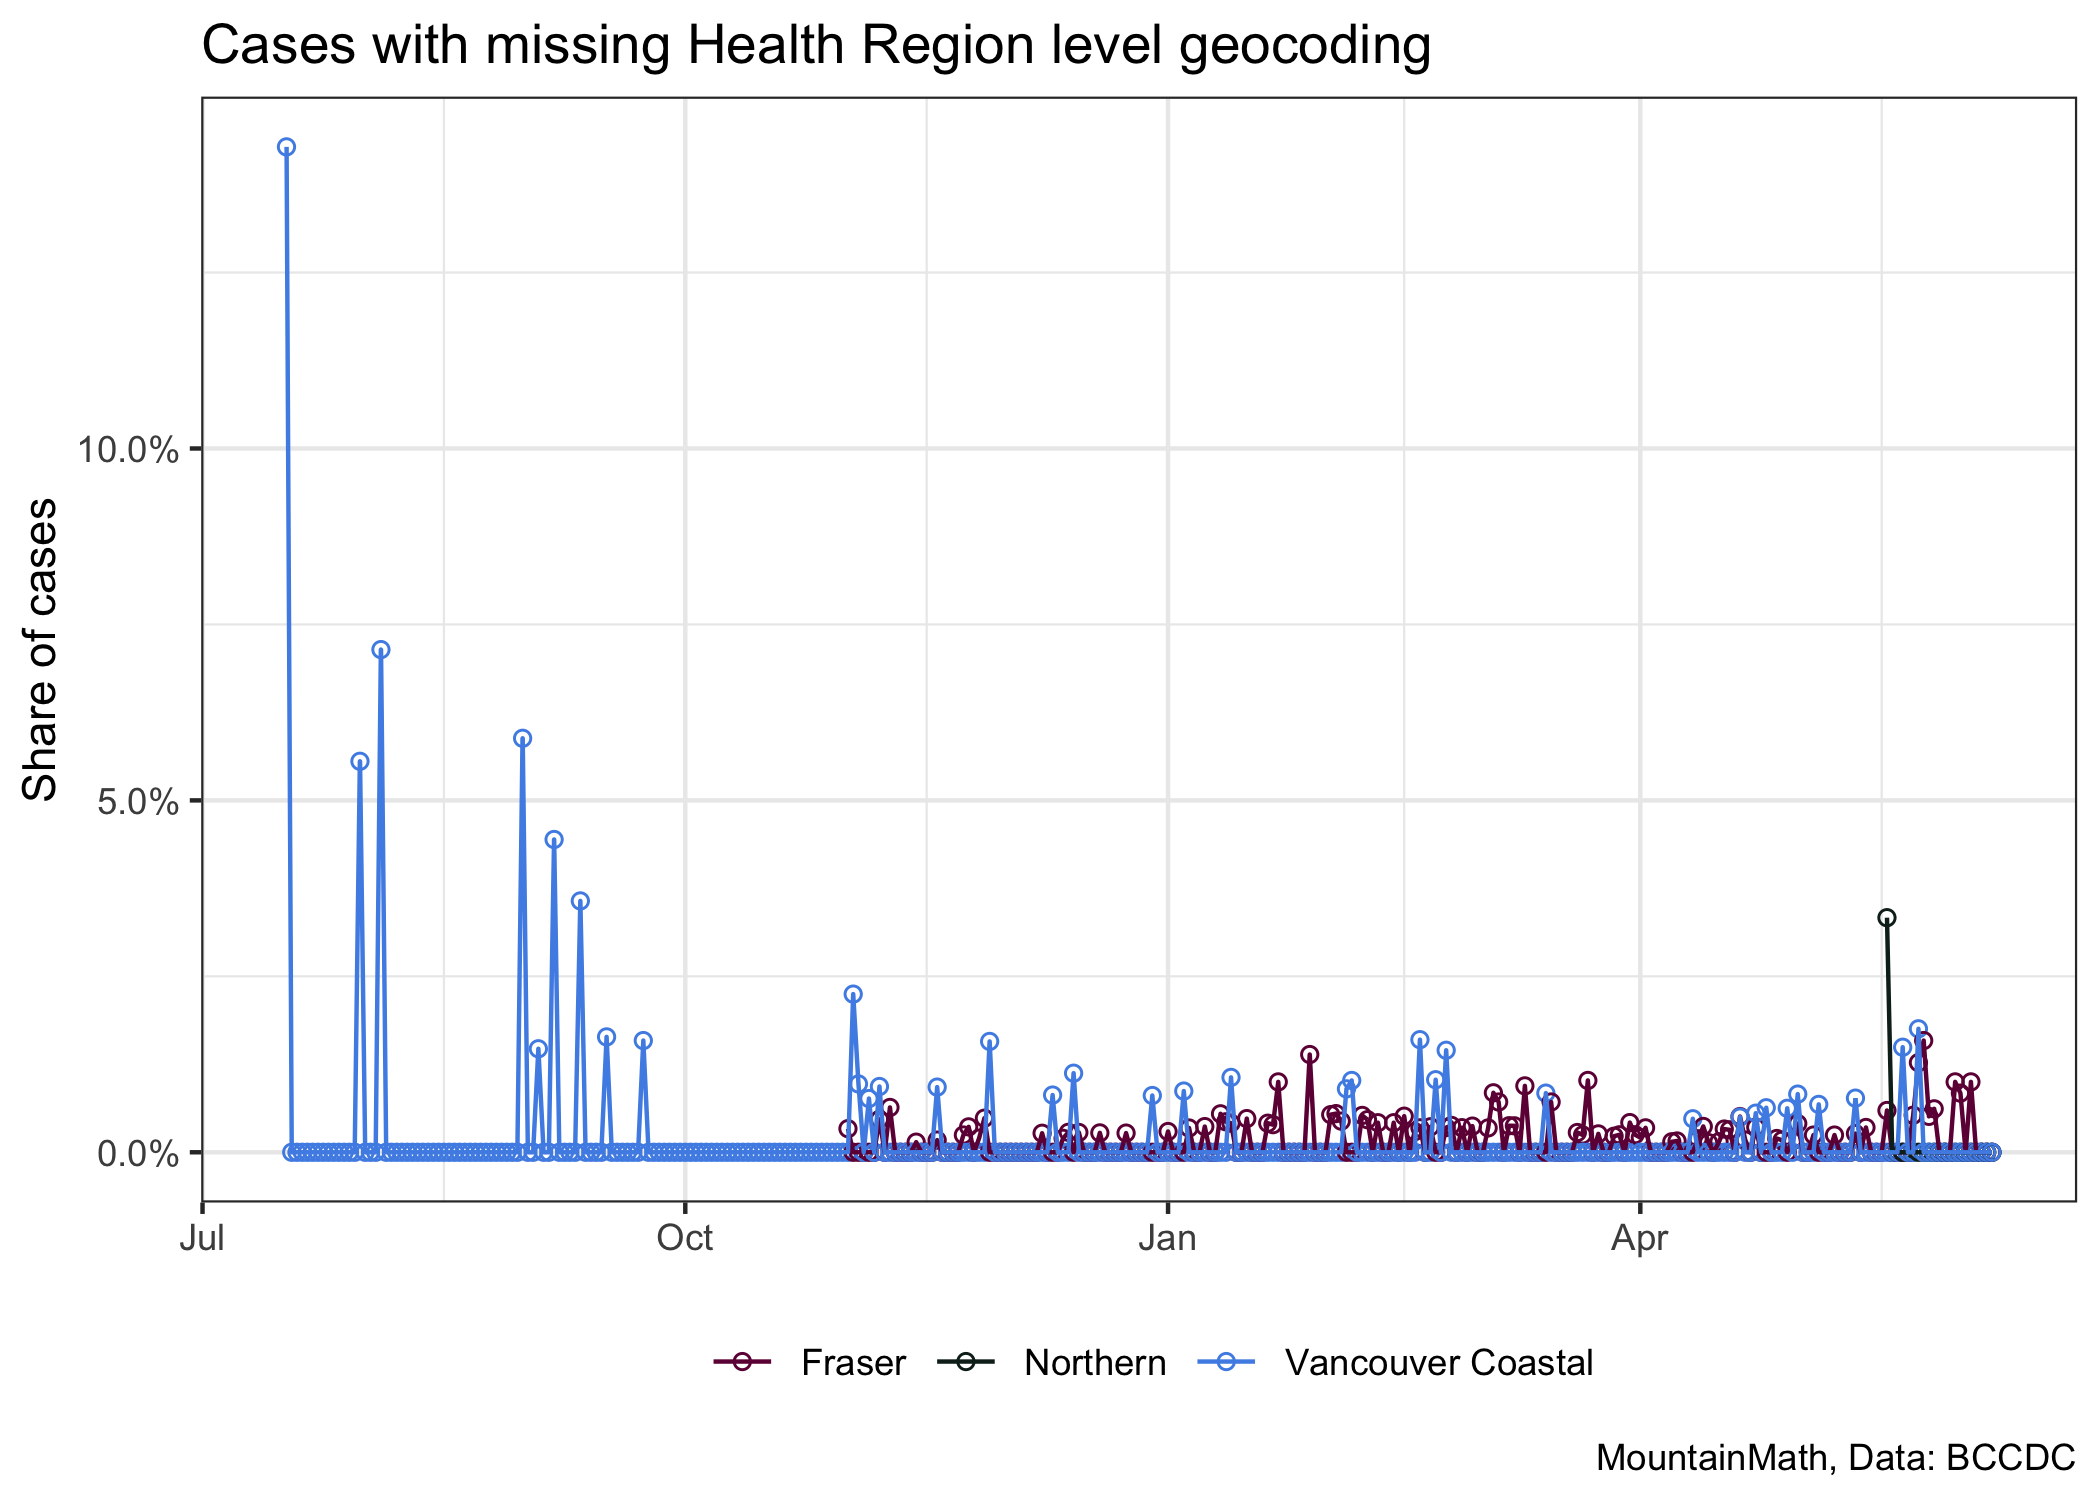 Cases with missing Health Region level geocoding
Share of cases
10.0%
5.0%
0.0%
Jul Oct Jan Apr
Fraser Northern Vancouver Coastal
MountainMath, Data: BCCDC